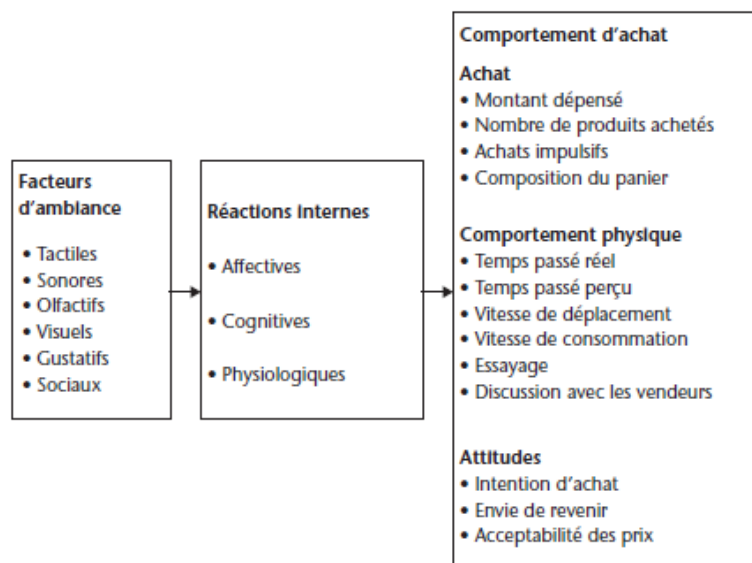 Facteurs
d'ambiance
• Tactiles
• Sonores
• Olfactifs
• Visuels
• Gustatifs
• Sociaux
Réactions internes
• Affectives
• Cognitives
• Physiologiques
Comportement d'achat
Achat
• Montant dépensé
• Nombre de produits achetés
• Achats impulsifs
• Composition du panier
Comportement physique
• Temps passé réel
• Temps passé perçu
• Vitesse de déplacement
• Vitesse de consommation
• Essayage
• Discussion avec les vendeurs
Attitudes
• Intention d'achat
• Envie de revenir
• Acceptabilité des prix